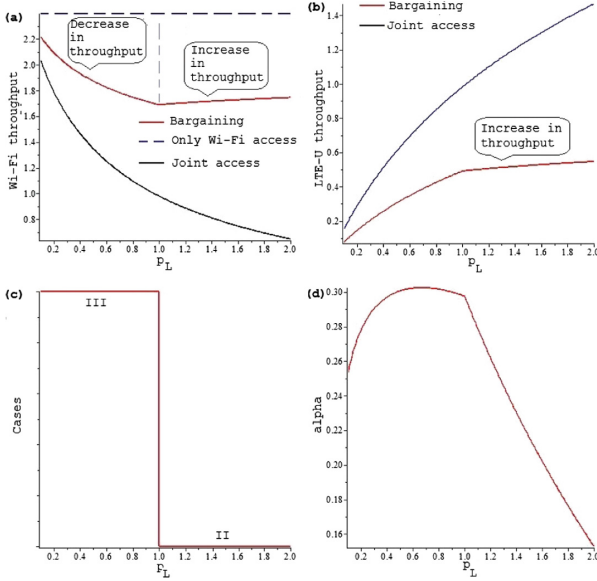 (a)
Decrease
in
throughput
Increase
in
throughput
Bargaining
Only Wi-Fi access
Joint access
Wi-Fi throughput
2.2
2.0
1.8
1.6
1.4
1.2
1.0
0.8
0.2 0.4 0.6 0.8 1.0 1.2 1.4 1.6 1.8 2.0
pL
(b)
Bargaining
Joint access
Increase in
throughput
LTE-U throughput
1.4
1.2
1.0
0.8
0.6
0.4
0.2
0.2 0.4 0.6 0.8 1.0 1.2 1.4 1.6 1.8 2.0
pL
(c)
III
II
Cases
0.2 0.4 0.6 0.8 1.0 1.2 1.4 1.6 1.8 2.0
pL
(d)
alpha
0.30
0.28
0.26
0.24
0.22
0.20
0.18
0.16
0.2 0.4 0.6 0.8 1.0 1.2 1.4 1.6 1.8 2.0
pL